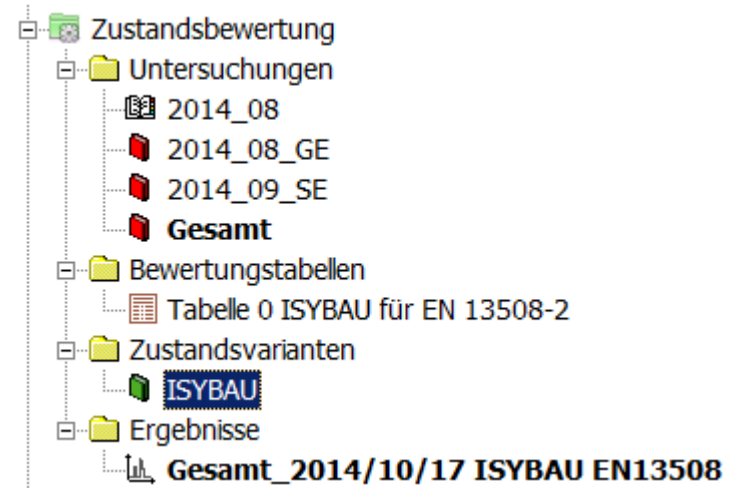 Zustandsbewertung
Untersuchungen
2014_08
2014_08_GE
2014_09_SE
Gesamt
Bewertungstabellen
Tabelle 0 ISYBAU für EN 13508-2
Zustandsvarianten
ISYBAU
Ergebnisse
Gesamt_2014/10/17 ISYBAU EN13508